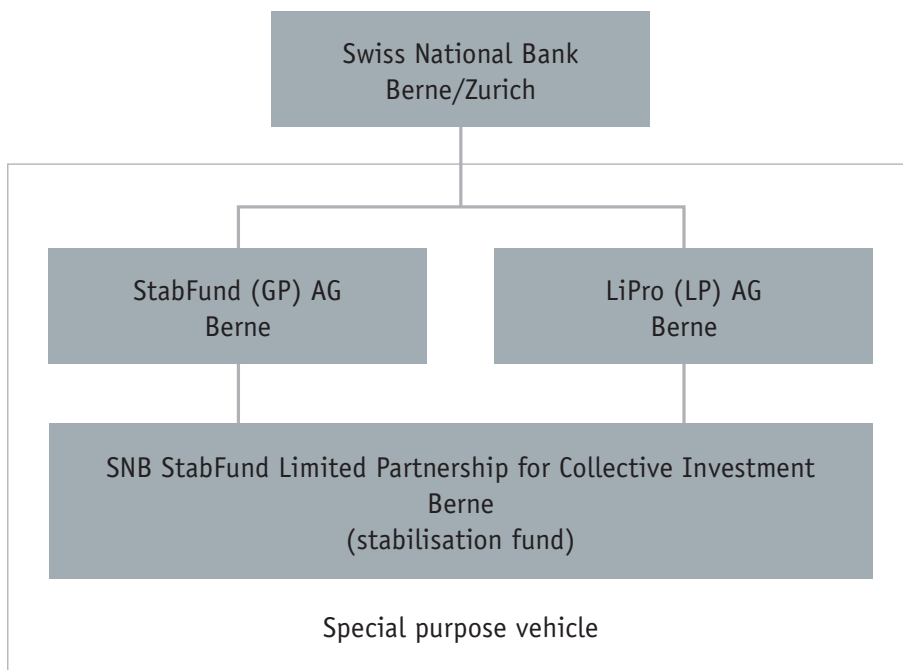 Swiss National Bank
Berne/Zurich
StabFund (GP) AG
Berne
LiPro (LP) AG
Berne
SNB StabFund Limited Partnership for Collective Investment
Berne
(stabilisation fund)
Special purpose vehicle